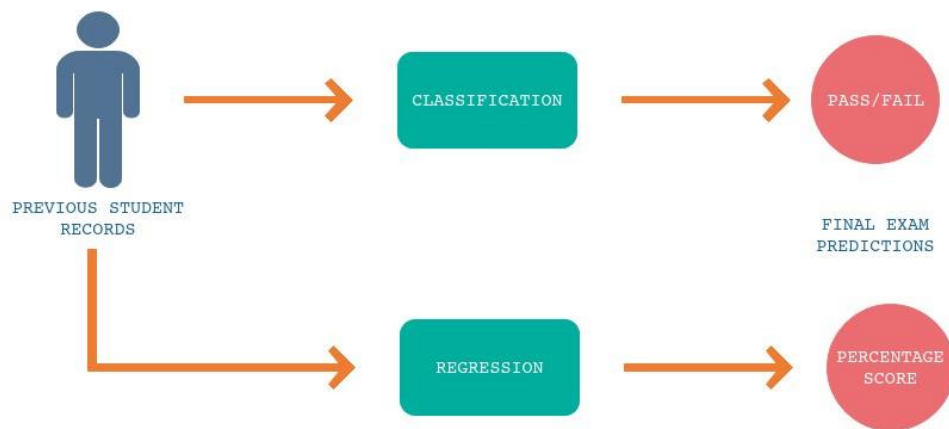 CLASSIFICATION
PASS/FAIL
PREVIOUS STUDENT
RECORDS
FINAL EXAM
PREDICTIONS
REGRESSION
PERCENTAGE
SCORE